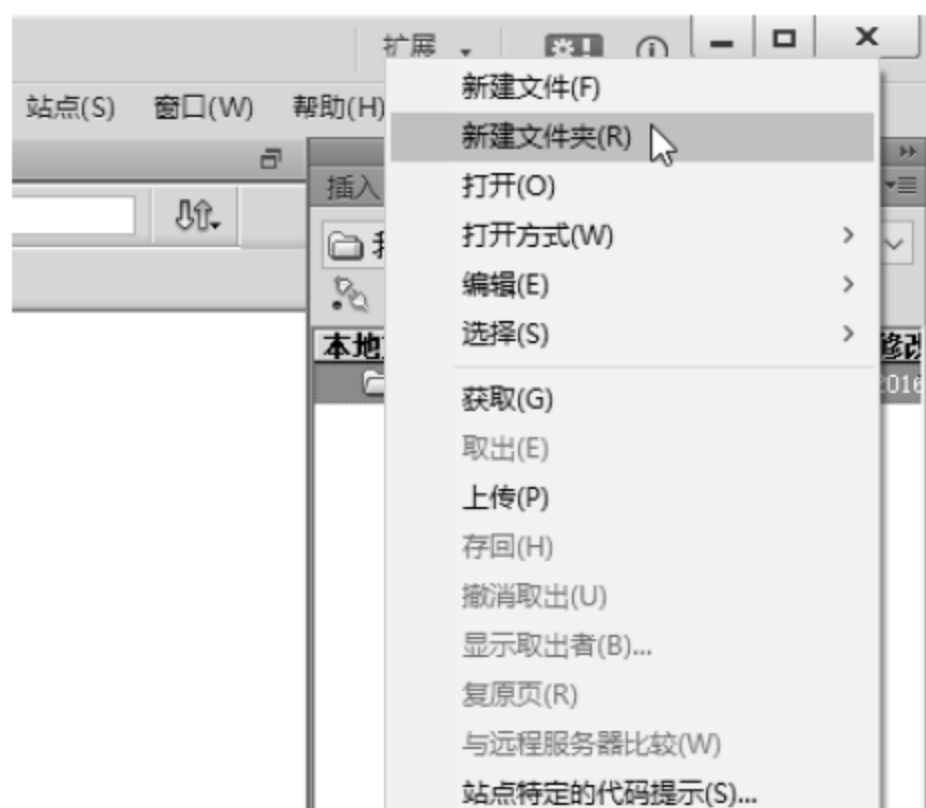 扩展
站点(S) 窗口(W) 帮助(H)
新建文件(F)
新建文件夹(R)
插入
打开(O)
打开方式(W)
编辑(E)
选择(S)
本地
修改
2016
获取(G)
取出(E)
上传(P)
存回(H)
撤消取出(U)
显示取出者(B)...
复原页(R)
与远程服务器比较(W)
站点特定的代码提示(S)...